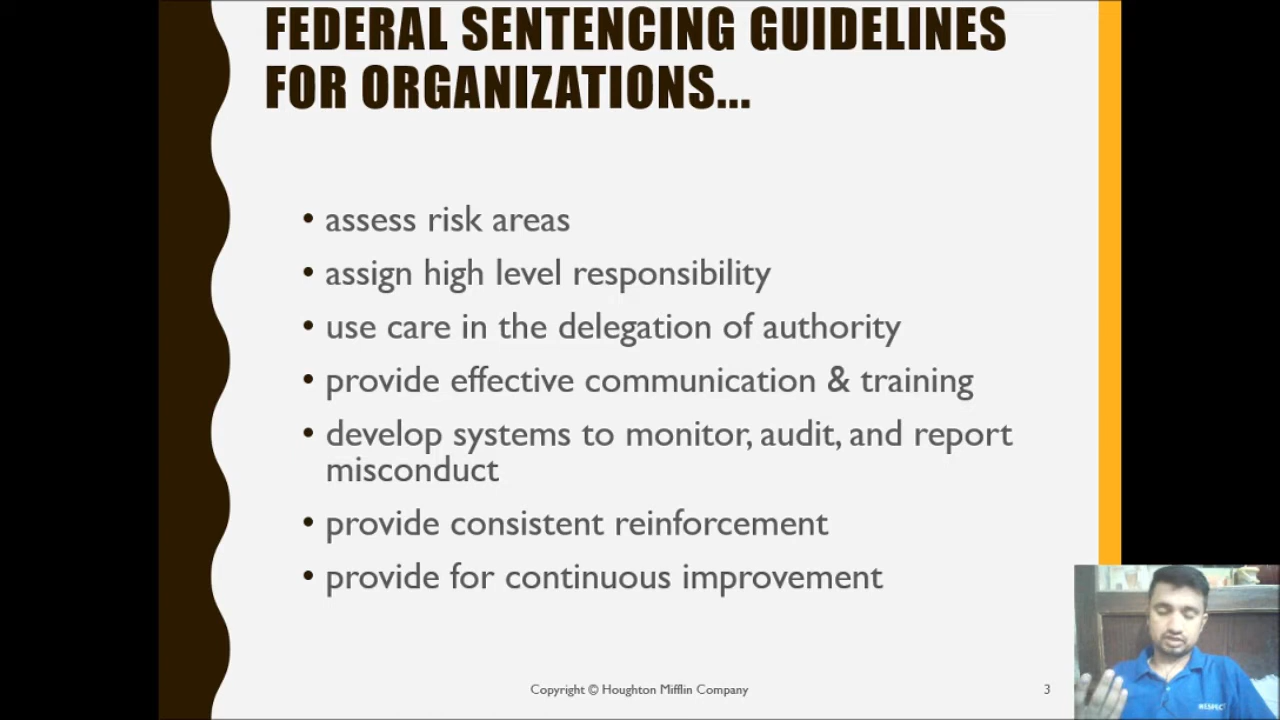 FEDERAL SENTENCING GUIDELINES
FOR ORGANIZATIONS...
• assess risk areas
• assign high level responsibility
• use care in the delegation of authority
• provide effective communication & training
• develop systems to monitor, audit, and report
misconduct
• provide consistent reinforcement
• provide for continuous improvement
Copyright © Houghton Mifflin Company
3
RESPECT